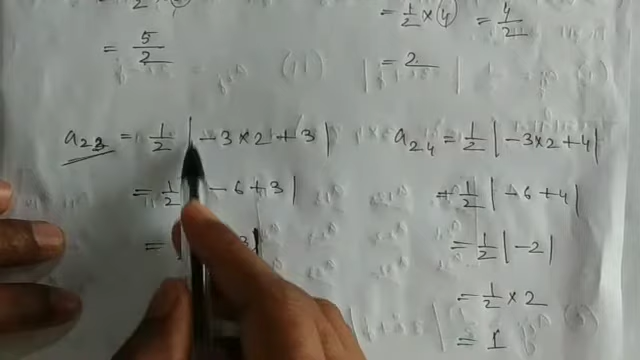 = 1/2 × 4 = 4/2
= 5/2
= 2
a₂₃ = 1/2 |-3×2+3|
a₂₄ = 1/2 |-3×2+4|
= 1/2 -6+3|
= 1/2 |-6+4|
= 3|
= 1/2 |-2|
= 1/2 × 2
= 1